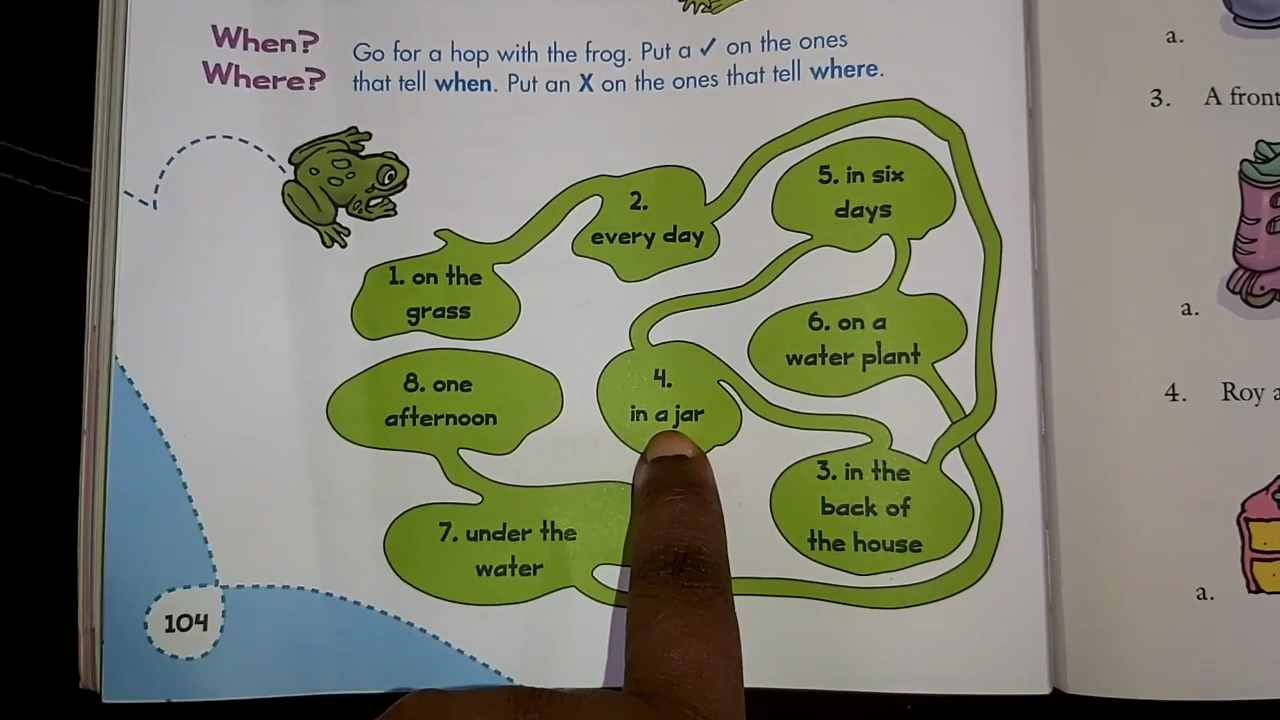 When?
Where?
Go for a hop with the frog. Put a ✓ on the ones
that tell when. Put an X on the ones that tell where.
1. on the
grass
2.
every day
3. in the
back of
the house
4.
in a jar
5. in six
days
6. on a
water plant
7. under the
water
8. one
afternoon
104
a.
3. A front
a.
4. Roy a
a.